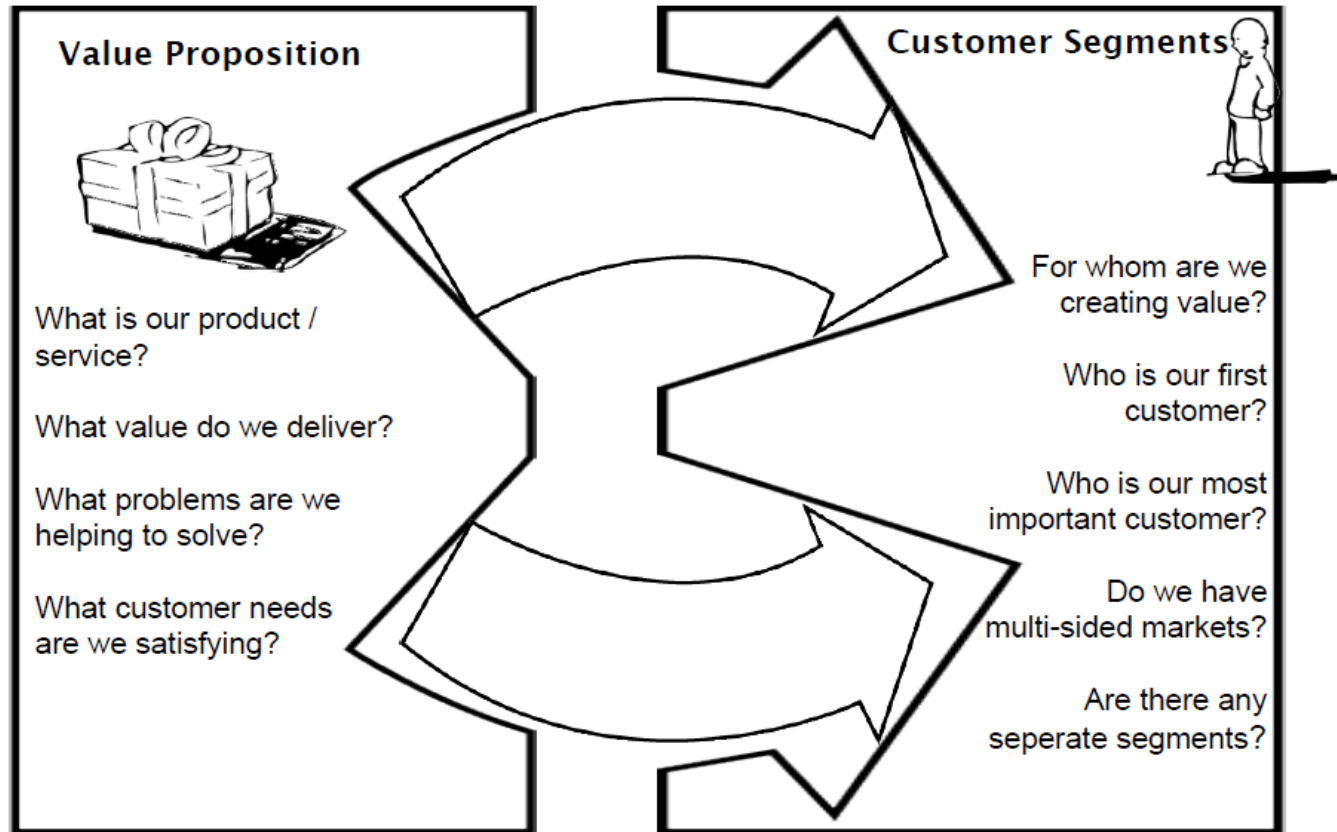 Value Proposition
What is our product /
service?
What value do we deliver?
What problems are we
helping to solve?
What customer needs
are we satisfying?
Customer Segments
For whom are we
creating value?
Who is our first
customer?
Who is our most
important customer?
Do we have
multi-sided markets?
Are there any
seperate segments?